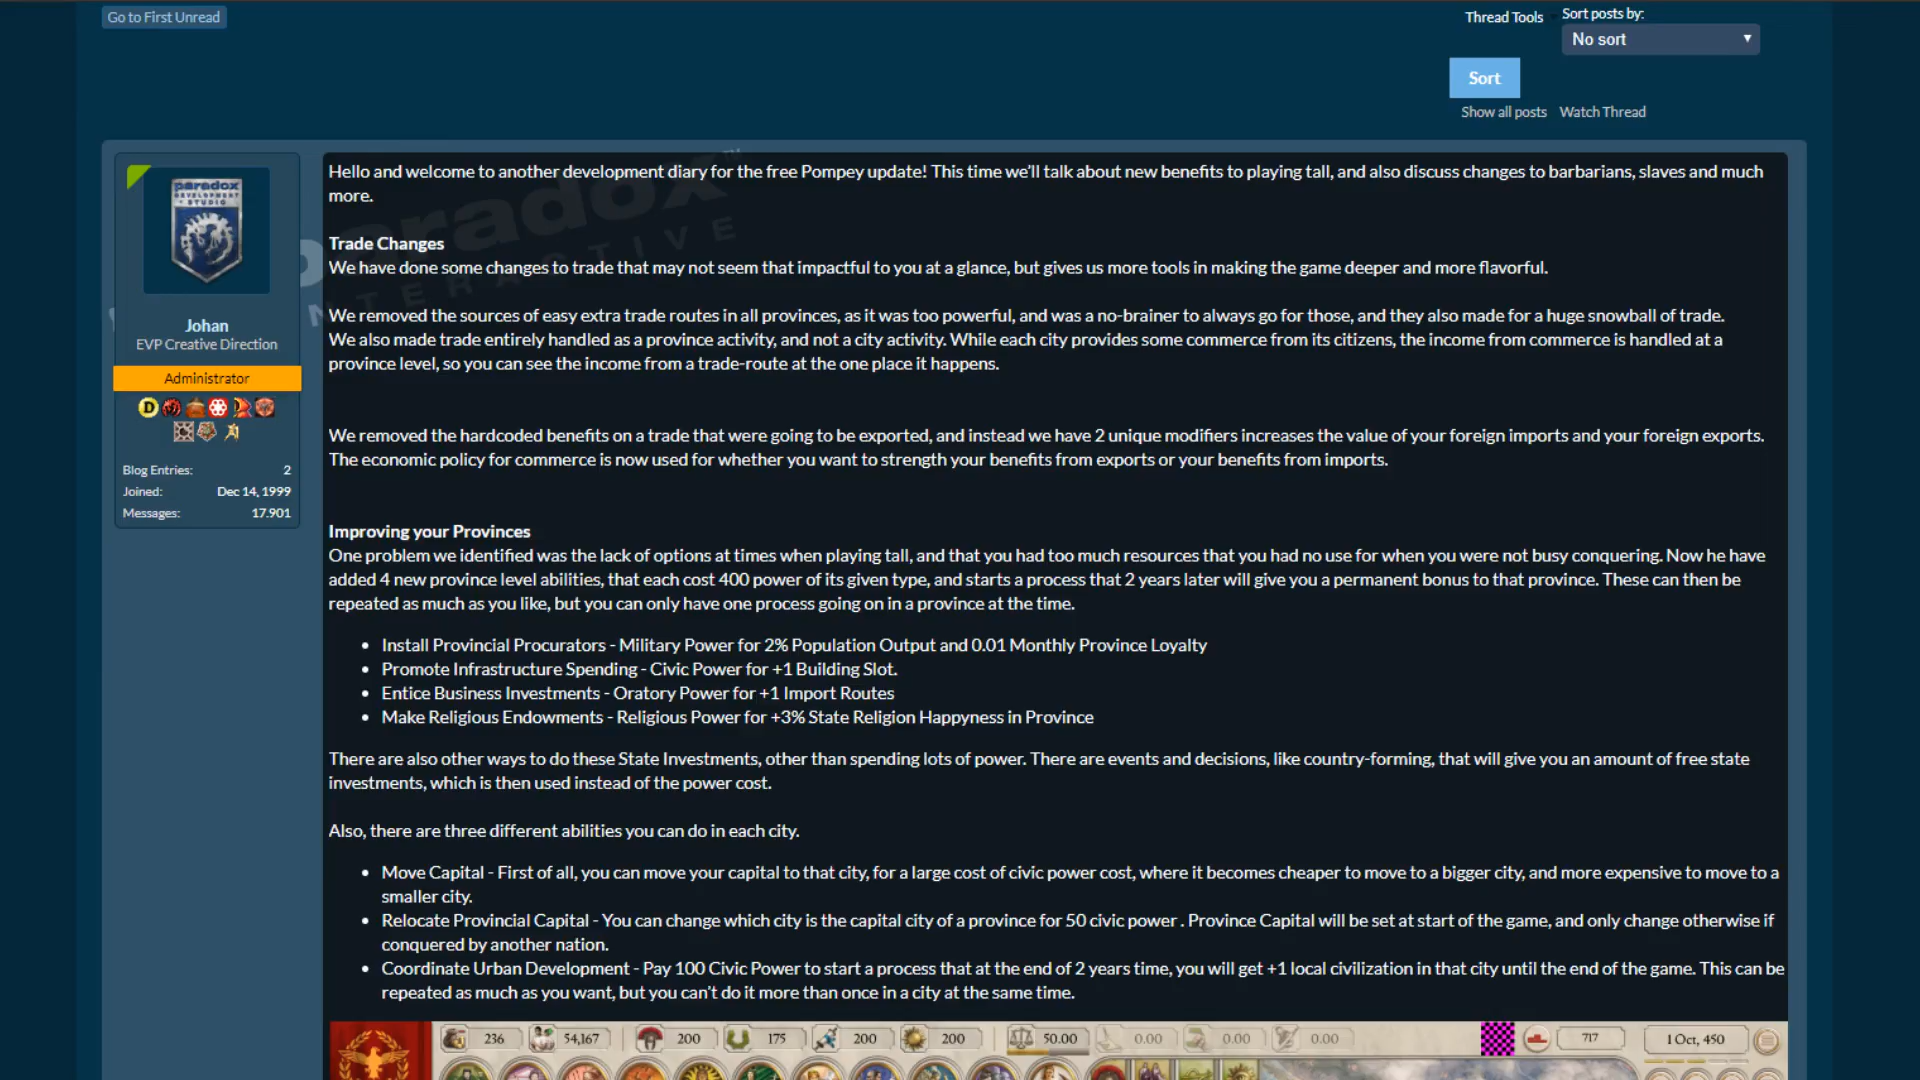 Go to First Unread
Thread Tools
Sort posts by:
No sort
Sort
Show all posts Watch Thread
paradox
DEVELOPMENT
STUDIO
Johan
EVP Creative Direction
Administrator
Blog Entries: 2
Joined: Dec 14, 1999
Messages: 17.901
paradox
INTERACTIVE
Hello and welcome to another development diary for the free Pompey update! This time we'll talk about new benefits to playing tall, and also discuss changes to barbarians, slaves and much
more.
Trade Changes
We have done some changes to trade that may not seem that impactful to you at a glance, but gives us more tools in making the game deeper and more flavorful.
We removed the sources of easy extra trade routes in all provinces, as it was too powerful, and was a no-brainer to always go for those, and they also made for a huge snowball of trade.
We also made trade entirely handled as a province activity, and not a city activity. While each city provides some commerce from its citizens, the income from commerce is handled at a
province level, so you can see the income from a trade-route at the one place it happens.
We removed the hardcoded benefits on a trade that were going to be exported, and instead we have 2 unique modifiers increases the value of your foreign imports and your foreign exports.
The economic policy for commerce is now used for whether you want to strength your benefits from exports or your benefits from imports.
Improving your Provinces
One problem we identified was the lack of options at times when playing tall, and that you had too much resources that you had no use for when you were not busy conquering. Now he have
added 4 new province level abilities, that each cost 400 power of its given type, and starts a process that 2 years later will give you a permanent bonus to that province. These can then be
repeated as much as you like, but you can only have one process going on in a province at the time.
• Install Provincial Procurators - Military Power for 2% Population Output and 0.01 Monthly Province Loyalty
• Promote Infrastructure Spending - Civic Power for +1 Building Slot.
• Entice Business Investments - Oratory Power for +1 Import Routes
• Make Religious Endowments - Religious Power for +3% State Religion Happyness in Province
There are also other ways to do these State Investments, other than spending lots of power. There are events and decisions, like country-forming, that will give you an amount of free state
investments, which is then used instead of the power cost.
Also, there are three different abilities you can do in each city.
• Move Capital - First of all, you can move your capital to that city, for a large cost of civic power cost, where it becomes cheaper to move to a bigger city, and more expensive to move to a
smaller city.
• Relocate Provincial Capital - You can change which city is the capital city of a province for 50 civic power . Province Capital will be set at start of the game, and only change otherwise if
conquered by another nation.
• Coordinate Urban Development - Pay 100 Civic Power to start a process that at the end of 2 years time, you will get +1 local civilization in that city until the end of the game. This can be
repeated as much as you want, but you can't do it more than once in a city at the same time.
236 54,167 200 175 200 200 50.00 0.00 0.00 0.00 717 1 Oct, 450